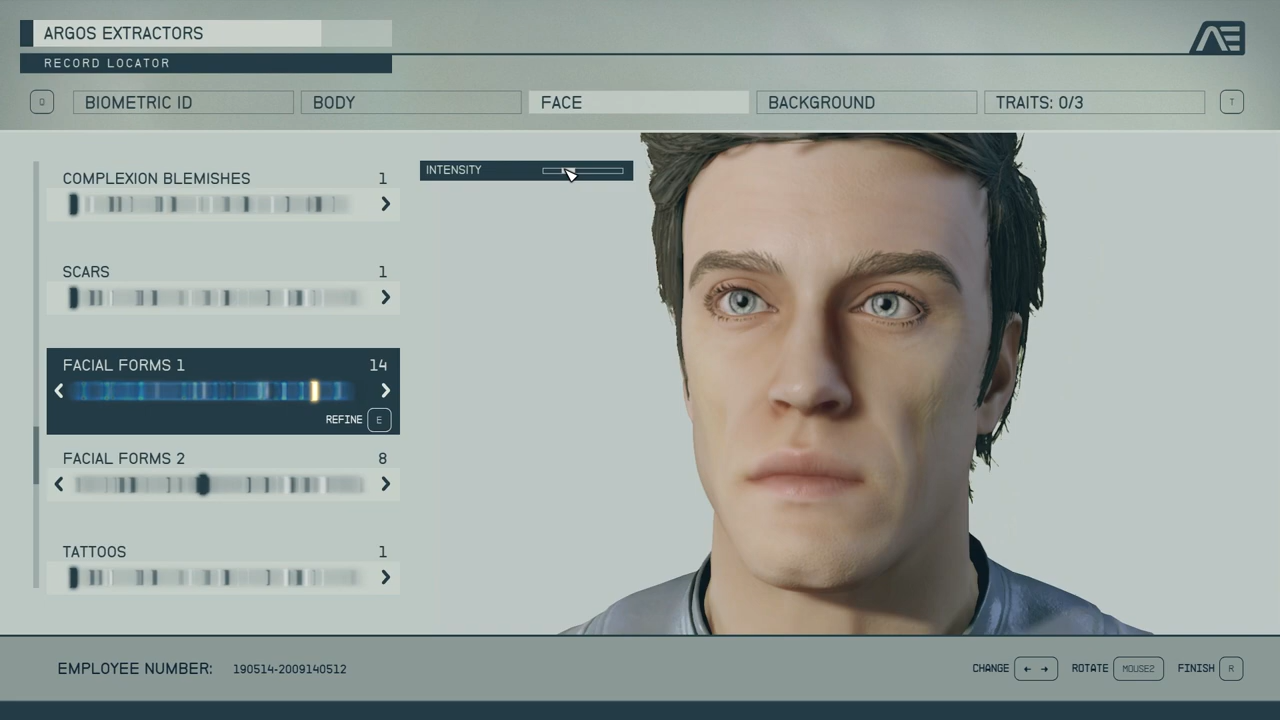 ARGOS EXTRACTORS
RECORD LOCATOR
AE
Q BIOMETRIC ID BODY FACE BACKGROUND TRAITS: 0/3 T
COMPLEXION BLEMISHES 1
INTENSITY
SCARS 1
FACIAL FORMS 1 14
REFINE E
FACIAL FORMS 2 8
TATTOOS 1
EMPLOYEE NUMBER: 190514-2009140512
CHANGE ← → ROTATE MOUSE2 FINISH R